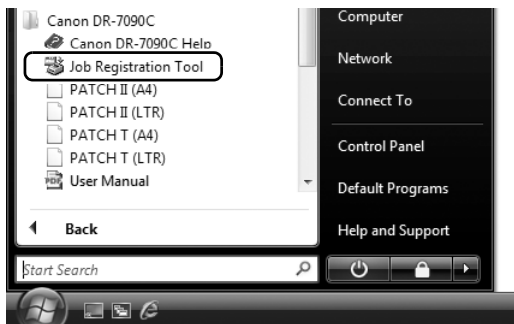 Canon DR-7090C
Canon DR-7090C Help
Job Registration Tool
PATCH II (A4)
PATCH II (LTR)
PATCH T (A4)
PATCH T (LTR)
User Manual
Back
Start Search
Computer
Network
Connect To
Control Panel
Default Programs
Help and Support